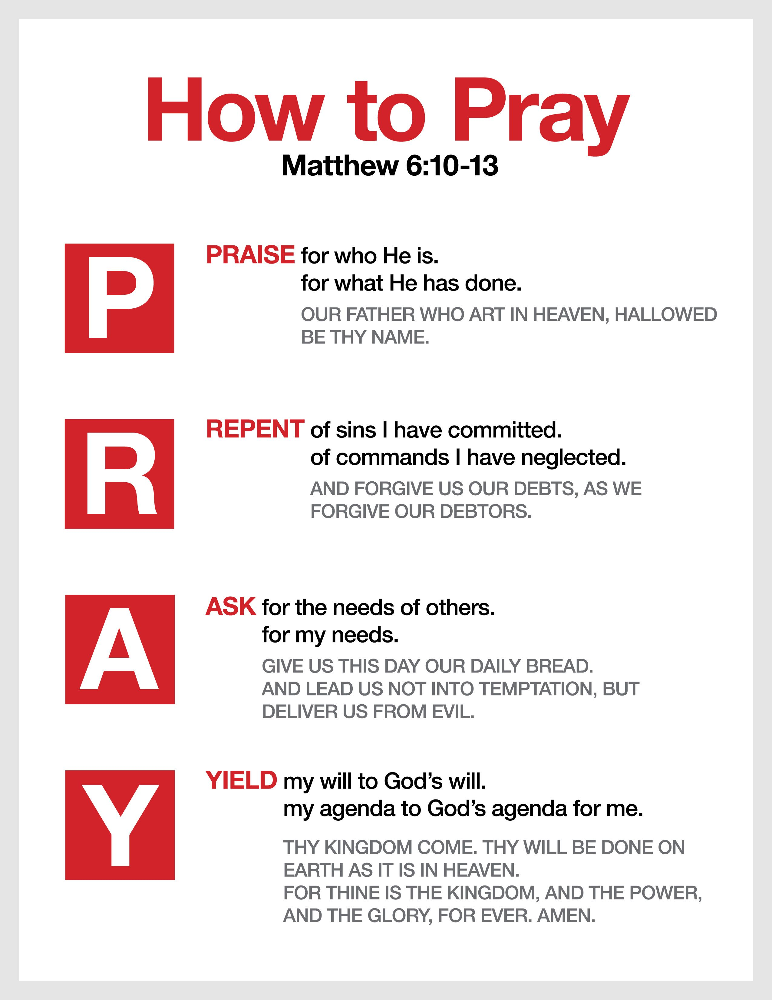 How to Pray
Matthew 6:10-13
P
PRAISE for who He is.
for what He has done.
OUR FATHER WHO ART IN HEAVEN, HALLOWED
BE THY NAME.
R
REPENT of sins I have committed.
of commands I have neglected.
AND FORGIVE US OUR DEBTS, AS WE
FORGIVE OUR DEBTORS.
A
ASK for the needs of others.
for my needs.
GIVE US THIS DAY OUR DAILY BREAD.
AND LEAD US NOT INTO TEMPTATION, BUT
DELIVER US FROM EVIL.
Y
YIELD my will to God’s will.
my agenda to God’s agenda for me.
THY KINGDOM COME. THY WILL BE DONE ON
EARTH AS IT IS IN HEAVEN.
FOR THINE IS THE KINGDOM, AND THE POWER,
AND THE GLORY, FOR EVER. AMEN.